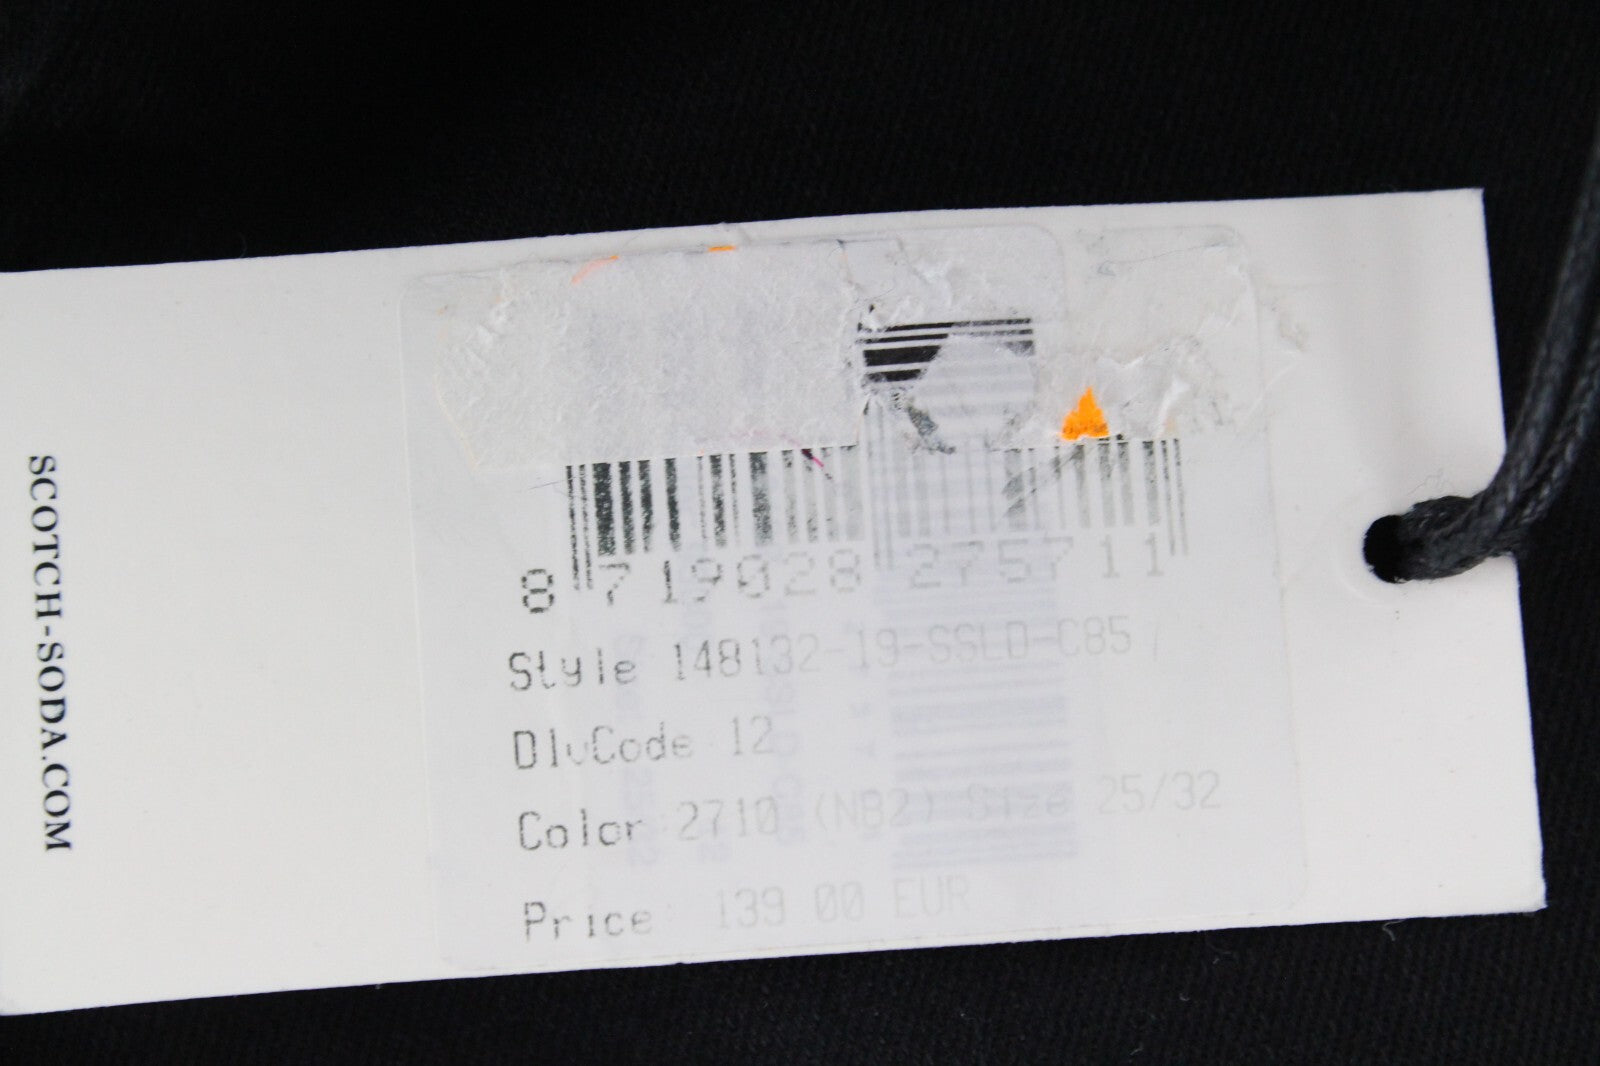 8 719028 275711
Style 148132-19-SSLD-C85
DlvCode 12
Color 2710 (NB2) Size 25/32
Price 139.00 EUR
SCOTCH-SODA.COM